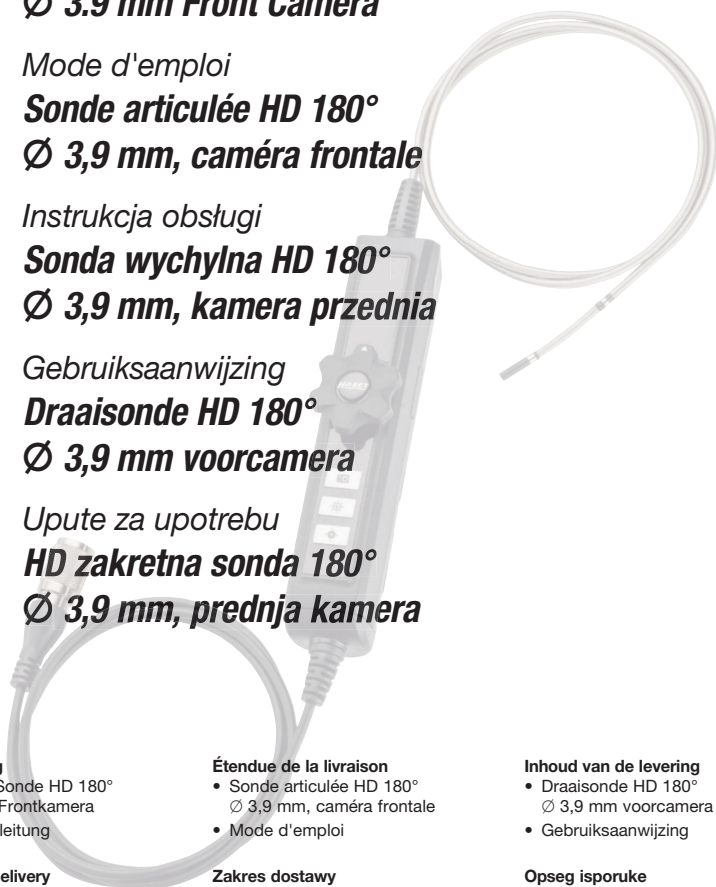 Ø 3.9 mm Front Camera
Mode d'emploi
Sonde articulée HD 180°
Ø 3,9 mm, caméra frontale
Instrukcja obsługi
Sonda wychylna HD 180°
Ø 3,9 mm, kamera przednia
Gebruiksaanwijzing
Draaisonde HD 180°
Ø 3,9 mm voorcamera
Upute za upotrebu
HD zakretna sonda 180°
Ø 3,9 mm, prednja kamera
Sonde HD 180°
Frontkamera
Étendue de la livraison
• Sonde articulée HD 180°
Ø 3,9 mm, caméra frontale
• Mode d'emploi
Zakres dostawy
Inhoud van de levering
• Draaisonde HD 180°
Ø 3,9 mm voorcamera
• Gebruiksaanwijzing
Opseg isporuke